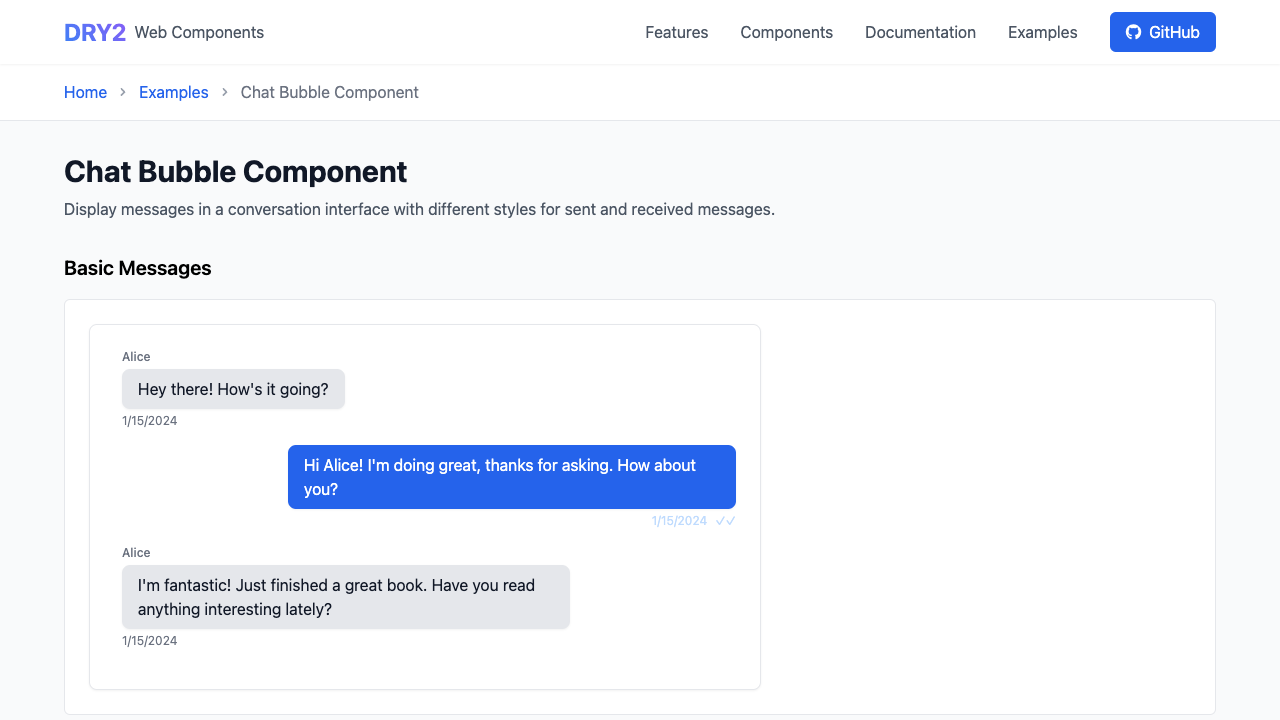 DRY2 Web Components
Features Components Documentation Examples GitHub
Home Examples Chat Bubble Component
Chat Bubble Component
Display messages in a conversation interface with different styles for sent and received messages.
Basic Messages
Alice
Hey there! How's it going?
1/15/2024
Hi Alice! I'm doing great, thanks for asking. How about
you?
1/15/2024 ✓✓
Alice
I'm fantastic! Just finished a great book. Have you read
anything interesting lately?
1/15/2024